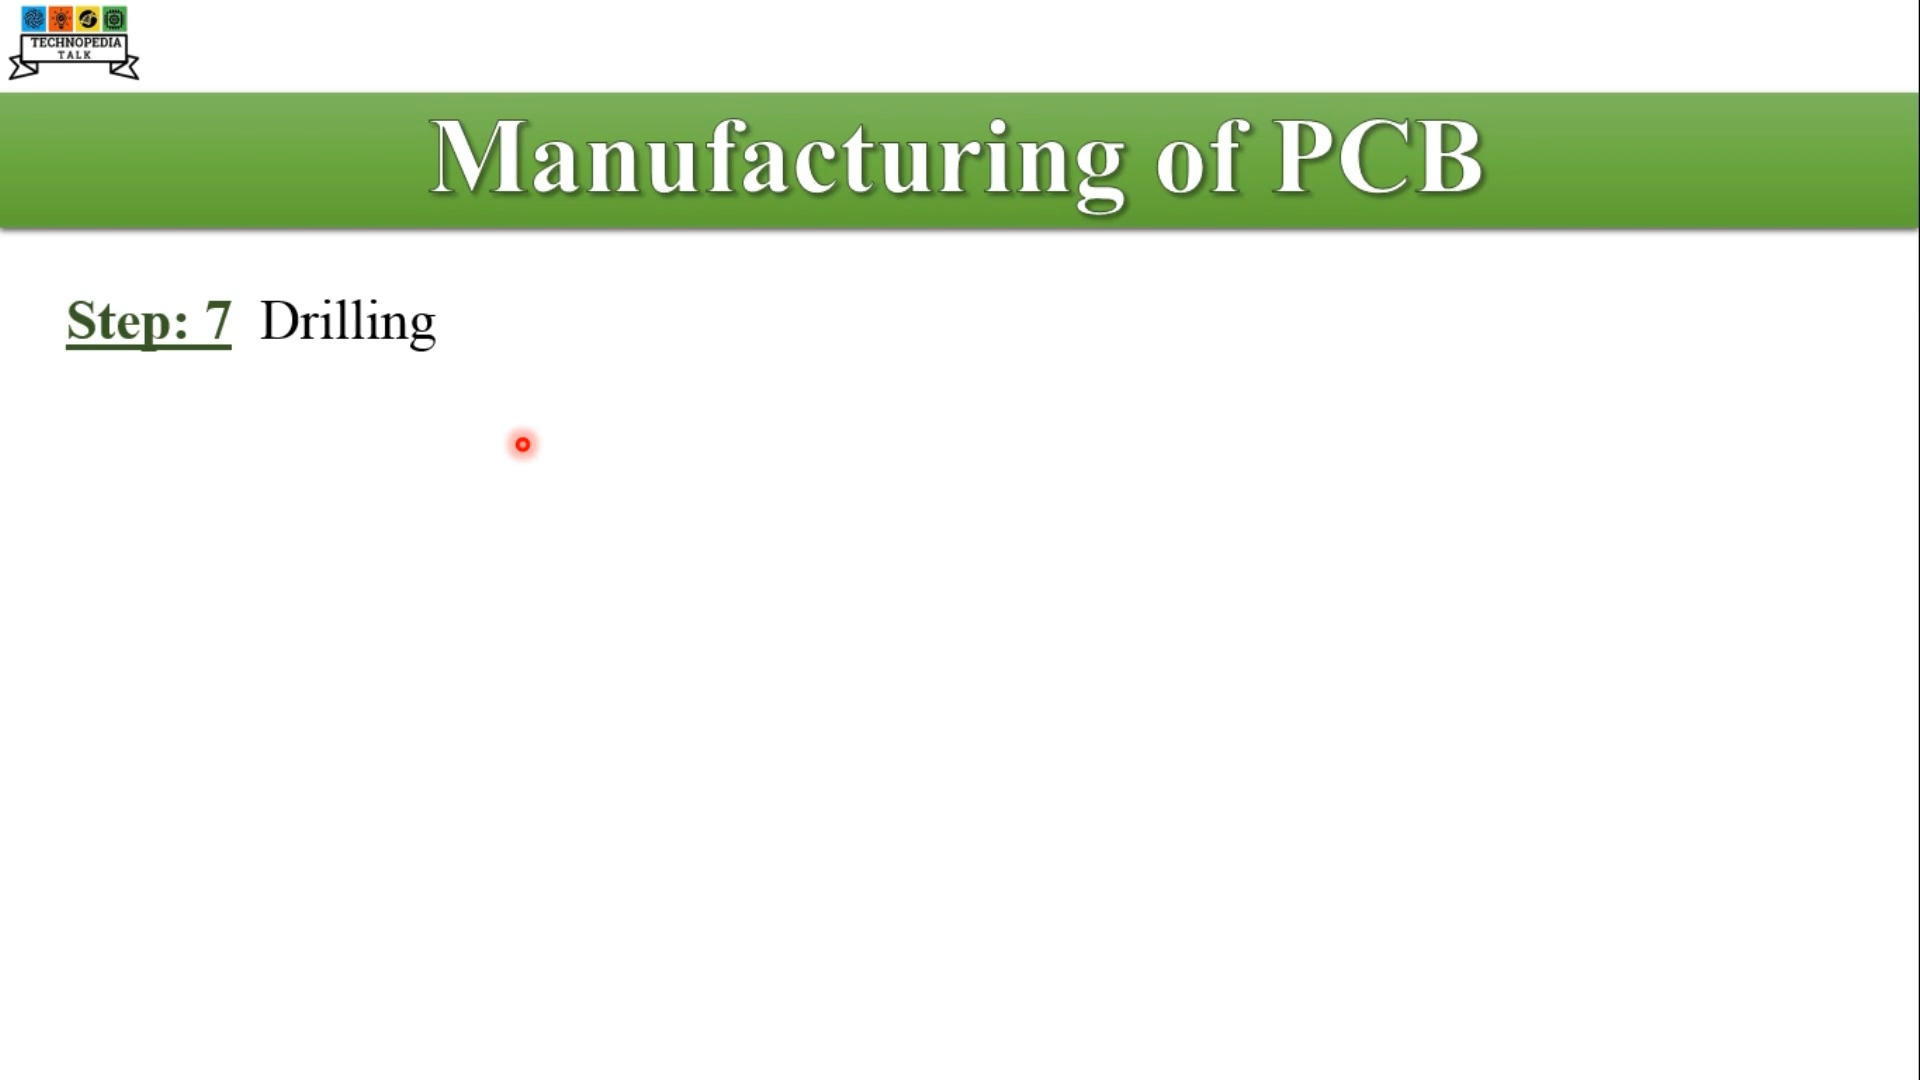 TECHNOPEDIA
TALK
Manufacturing of PCB
Step: 7 Drilling